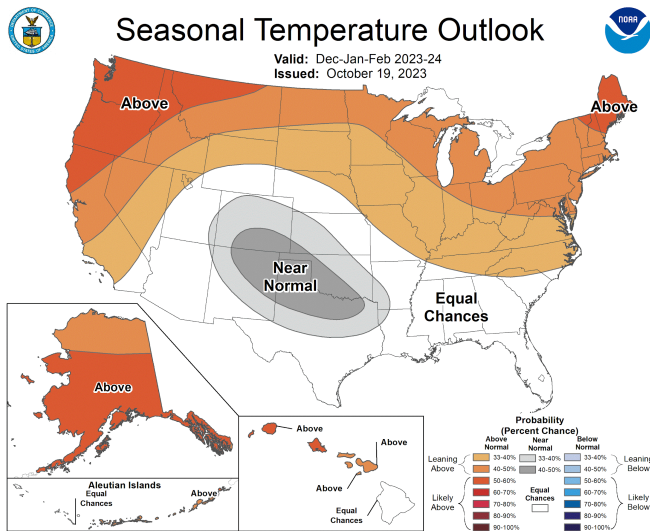 Seasonal Temperature Outlook
Valid: Dec-Jan-Feb 2023-24
Issued: October 19, 2023
NOAA
Above
Above
Near
Normal
Equal
Chances
Above
Aleutian Islands
Equal
Chances
Above
Above
Above
Above
Equal
Chances
Probability
(Percent Chance)
Above
Normal
Near
Normal
Below
Normal
Leaning
Above
33-40%
33-40%
33-40%
Leaning
Below
40-50%
40-50%
40-50%
Likely
Above
50-60%
50-60%
60-70%
Equal
Chances
60-70%
70-80%
70-80%
80-90%
80-90%
90-100%
90-100%
Likely
Below